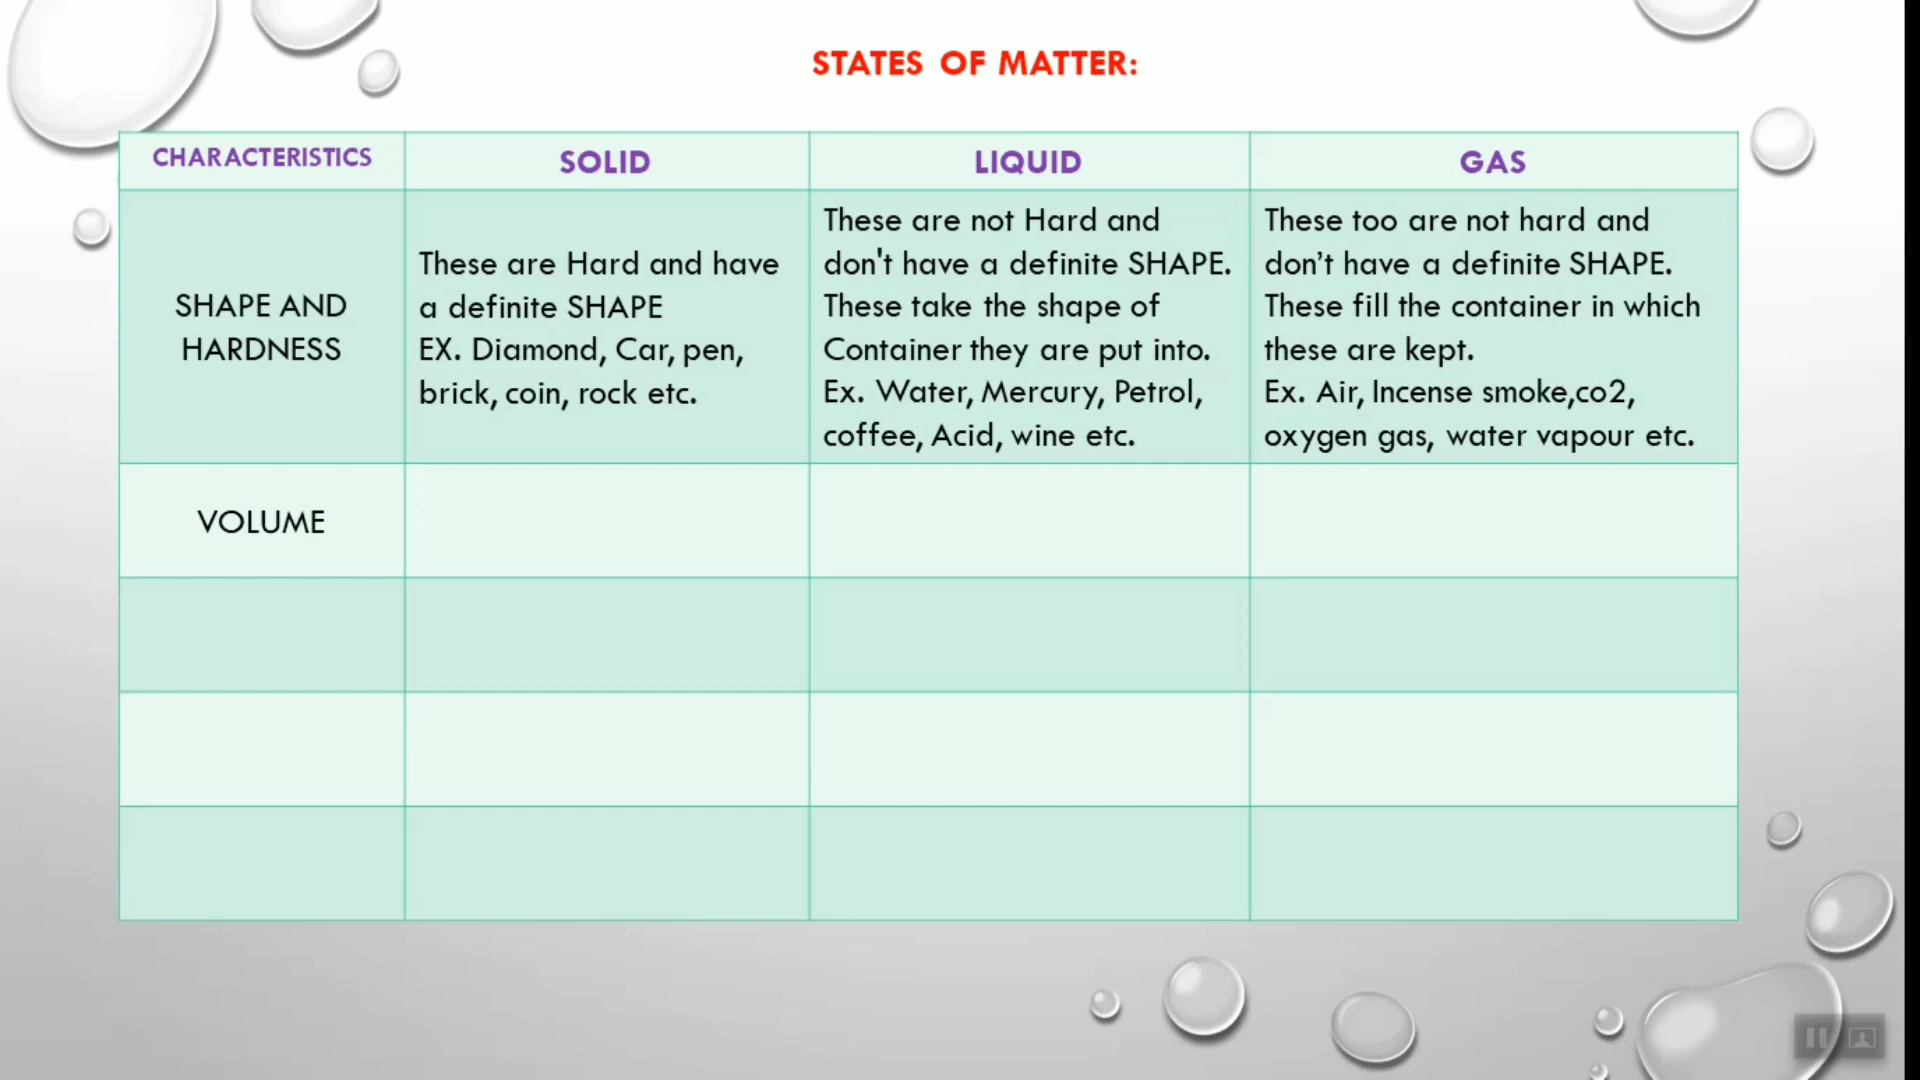 STATES OF MATTER:
CHARACTERISTICS
SOLID
LIQUID
GAS
SHAPE AND
HARDNESS
These are Hard and have
a definite SHAPE
EX. Diamond, Car, pen,
brick, coin, rock etc.
These are not Hard and
don't have a definite SHAPE.
These take the shape of
Container they are put into.
Ex. Water, Mercury, Petrol,
coffee, Acid, wine etc.
These too are not hard and
don’t have a definite SHAPE.
These fill the container in which
these are kept.
Ex. Air, Incense smoke,co2,
oxygen gas, water vapour etc.
VOLUME